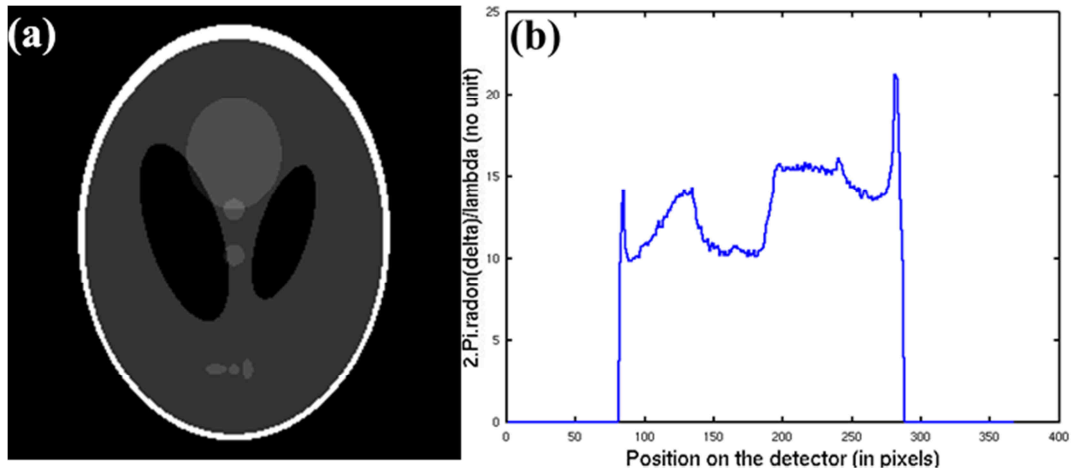 (a)
(b)
2.Pi.radon(delta)/lambda (no unit)
25
20
15
10
5
0
0 50 100 150 200 250 300 350 400
Position on the detector (in pixels)